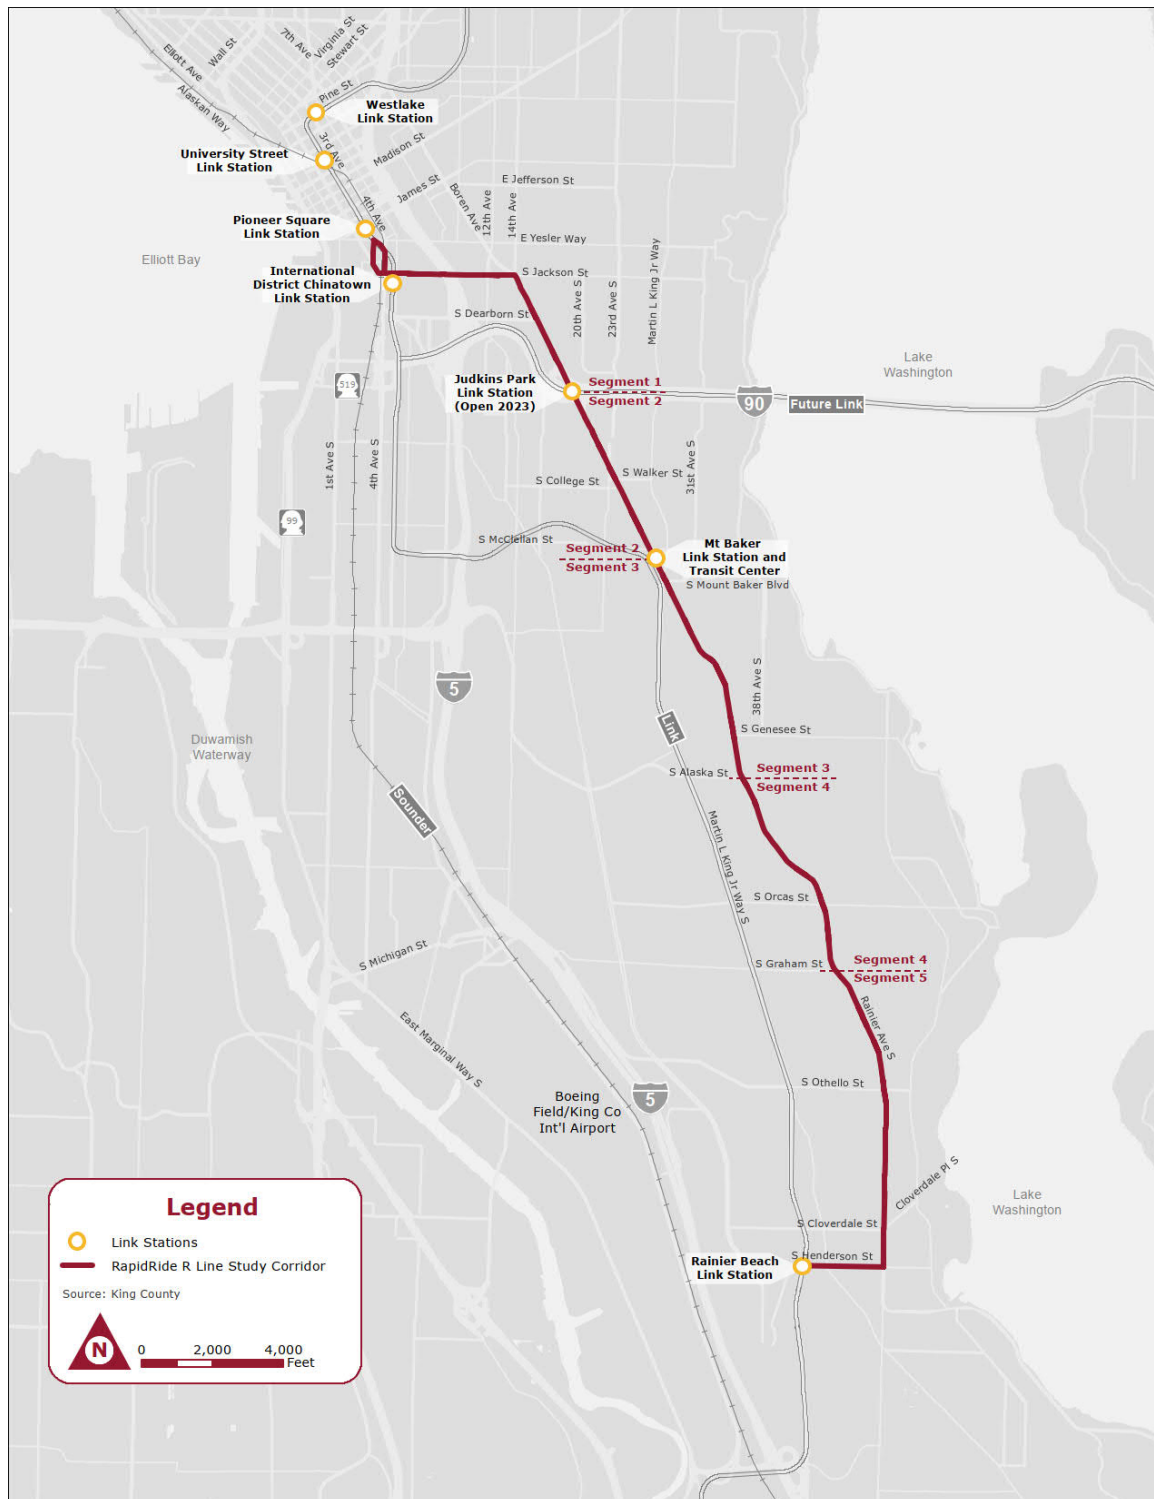 Virginia St
7th Ave
Stewart St
Wall St
Elliott Ave
Pine St
Alaskan Way
Westlake
Link Station
3rd Ave
Madison St
University Street
Link Station
James St
E Jefferson St
Boren Ave
12th Ave
14th Ave
4th Ave
Pioneer Square
Link Station
E Yesler Way
Elliott Bay
International
District Chinatown
Link Station
S Jackson St
20th Ave S
23rd Ave S
Martin L King Jr Way
S Dearborn St
Lake
Washington
519
Judkins Park
Link Station
(Open 2023)
Segment 1
Segment 2
90
Future Link
1st Ave S
4th Ave S
S College St
S Walker St
31st Ave S
99
S McClellan St
Segment 2
Segment 3
Mt Baker
Link Station and
Transit Center
S Mount Baker Blvd
5
38th Ave S
Link
S Genesee St
Duwamish
Waterway
S Alaska St
Segment 3
Segment 4
Sounder
Martin L King Jr Way S
S Orcas St
S Michigan St
S Graham St
Segment 4
Segment 5
Rainier Ave S
East Marginal Way S
S Othello St
Boeing
Field/King Co
Int'l Airport
5
Cloverdale Pl S
Lake
Washington
S Cloverdale St
S Henderson St
Rainier Beach
Link Station
Legend
Link Stations
RapidRide R Line Study Corridor
Source: King County
N
0 2,000 4,000
Feet